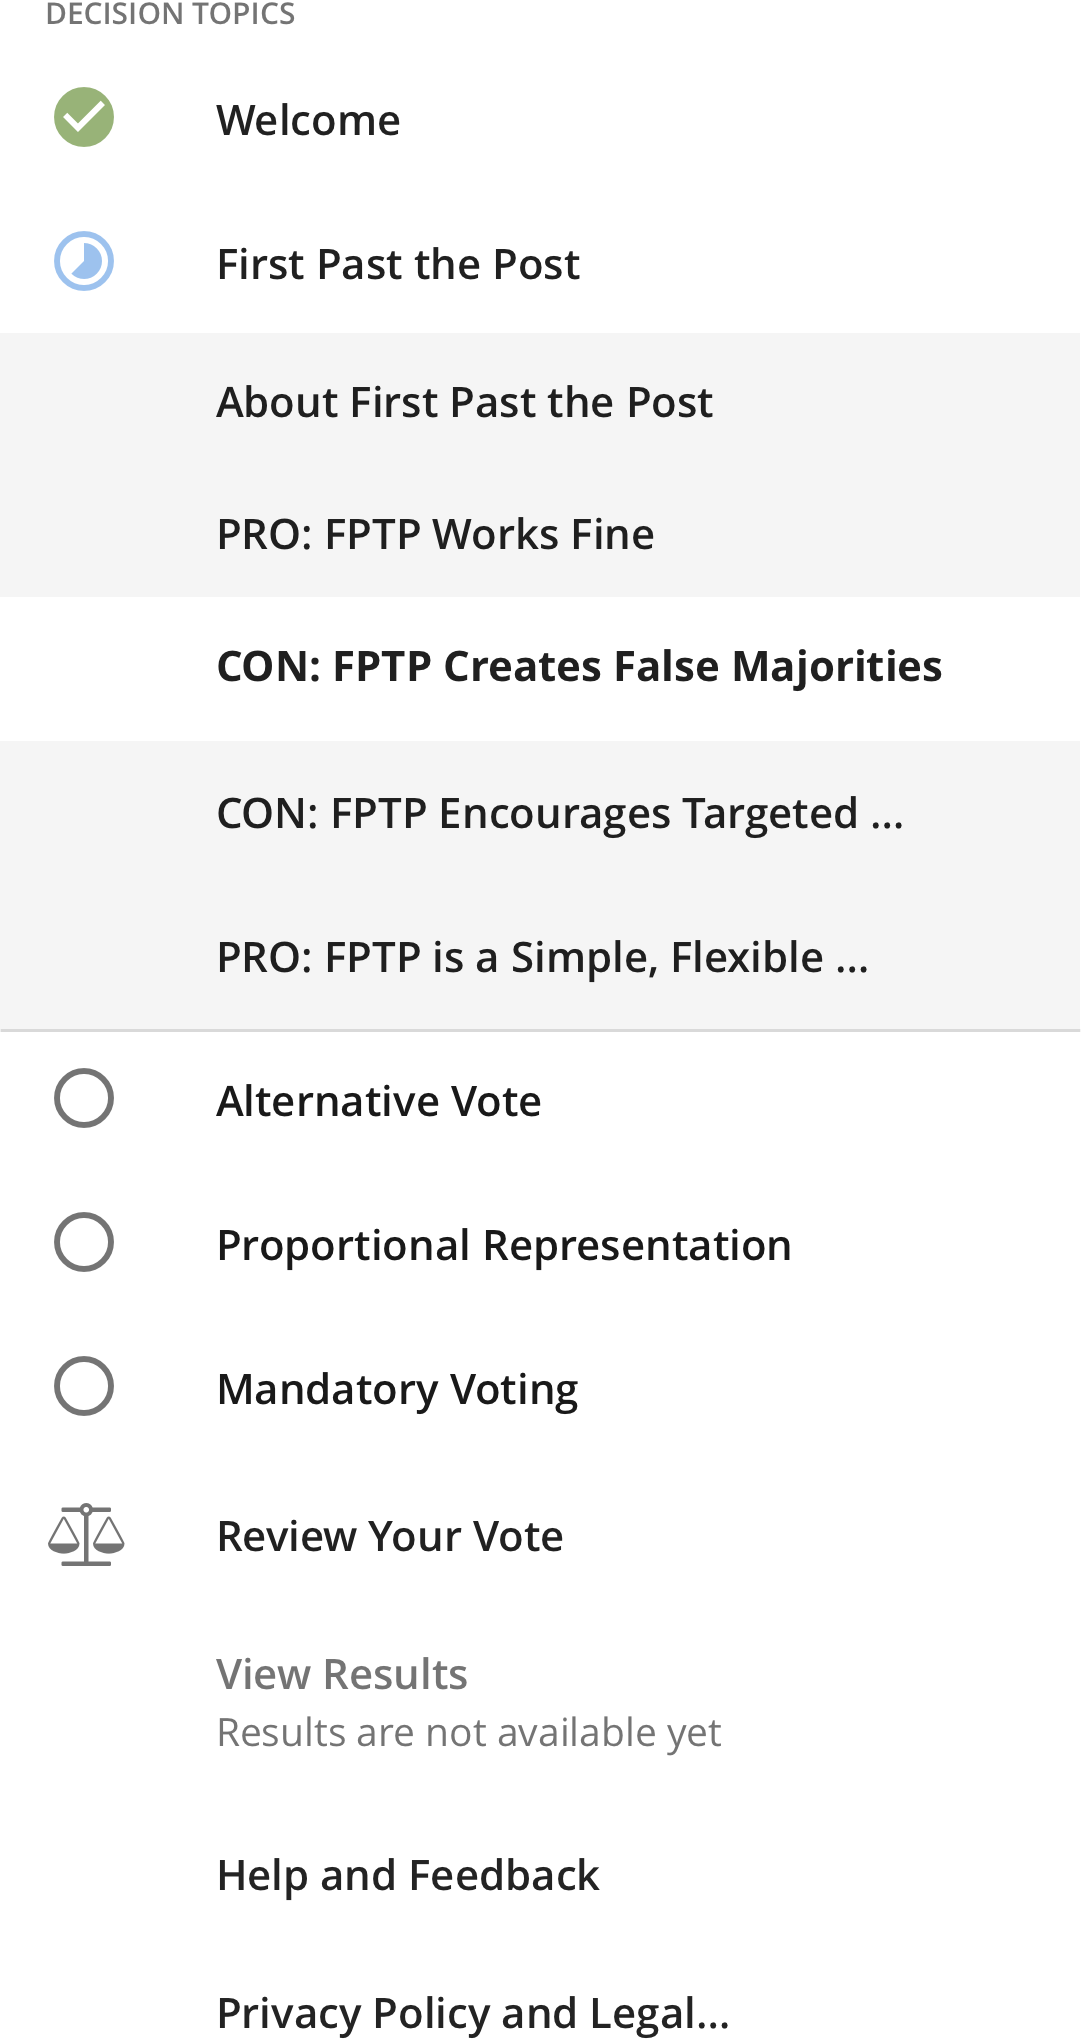 DECISION TOPICS
Welcome
First Past the Post
About First Past the Post
PRO: FPTP Works Fine
CON: FPTP Creates False Majorities
CON: FPTP Encourages Targeted ...
PRO: FPTP is a Simple, Flexible ...
Alternative Vote
Proportional Representation
Mandatory Voting
Review Your Vote
View Results
Results are not available yet
Help and Feedback
Privacy Policy and Legal...